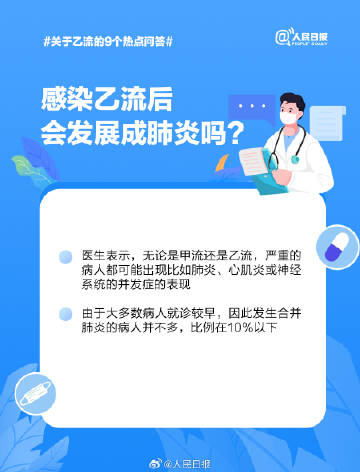 #关于乙流的9个热点问答#
@人民日报
PEOPLE'S DAILY
感染乙流后
会发展成肺炎吗?
医生表示，无论是甲流还是乙流，严重的
病人都可能出现比如肺炎、心肌炎或神经
系统的并发症的表现
由于大多数病人就诊较早，因此发生合并
肺炎的病人并不多，比例在10%以下
@人民日报